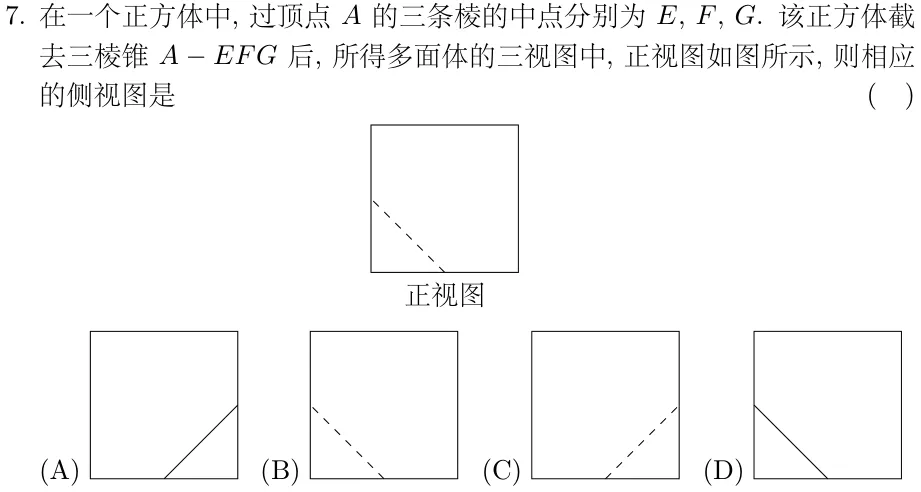 7. 在一个正方体中, 过顶点 A 的三条棱的中点分别为 E, F, G. 该正方体截
去三棱锥 A − EFG 后, 所得多面体的三视图中, 正视图如图所示, 则相应
的侧视图是 ( )
正视图
(A) (B) (C) (D)